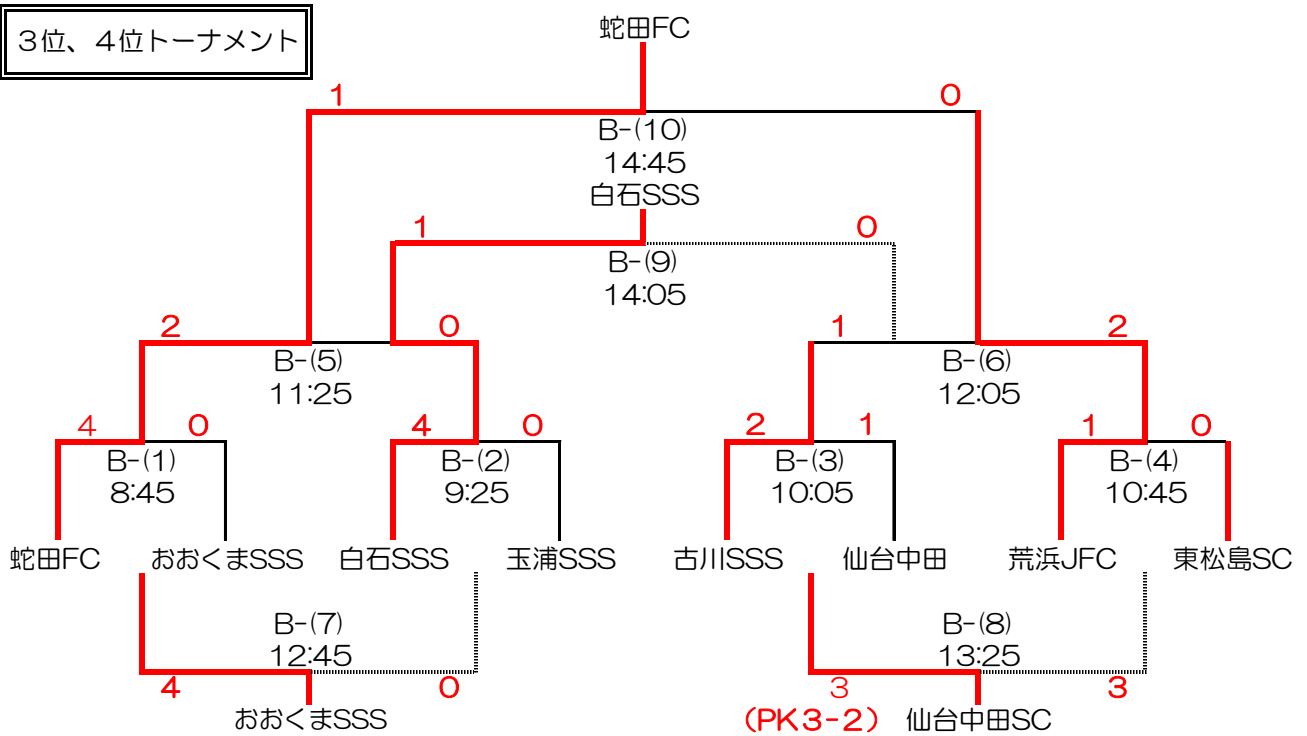 蛇田FC
３位、４位トーナメント
1 0
B-(10)
14:45
白石SSS
1 0
B-(9)
14:05
2 0 1 2
B-(5) B-(6)
11:25 12:05
4 0 4 0 2 1 1 0
B-(1) B-(2) B-(3) B-(4)
8:45 9:25 10:05 10:45
蛇田FC おおくまSSS 白石SSS 玉浦SSS 古川SSS 仙台中田 荒浜JFC 東松島SC
B-(7) B-(8)
12:45 13:25
4 0 3 3
おおくまSSS （PK３-２） 仙台中田SC